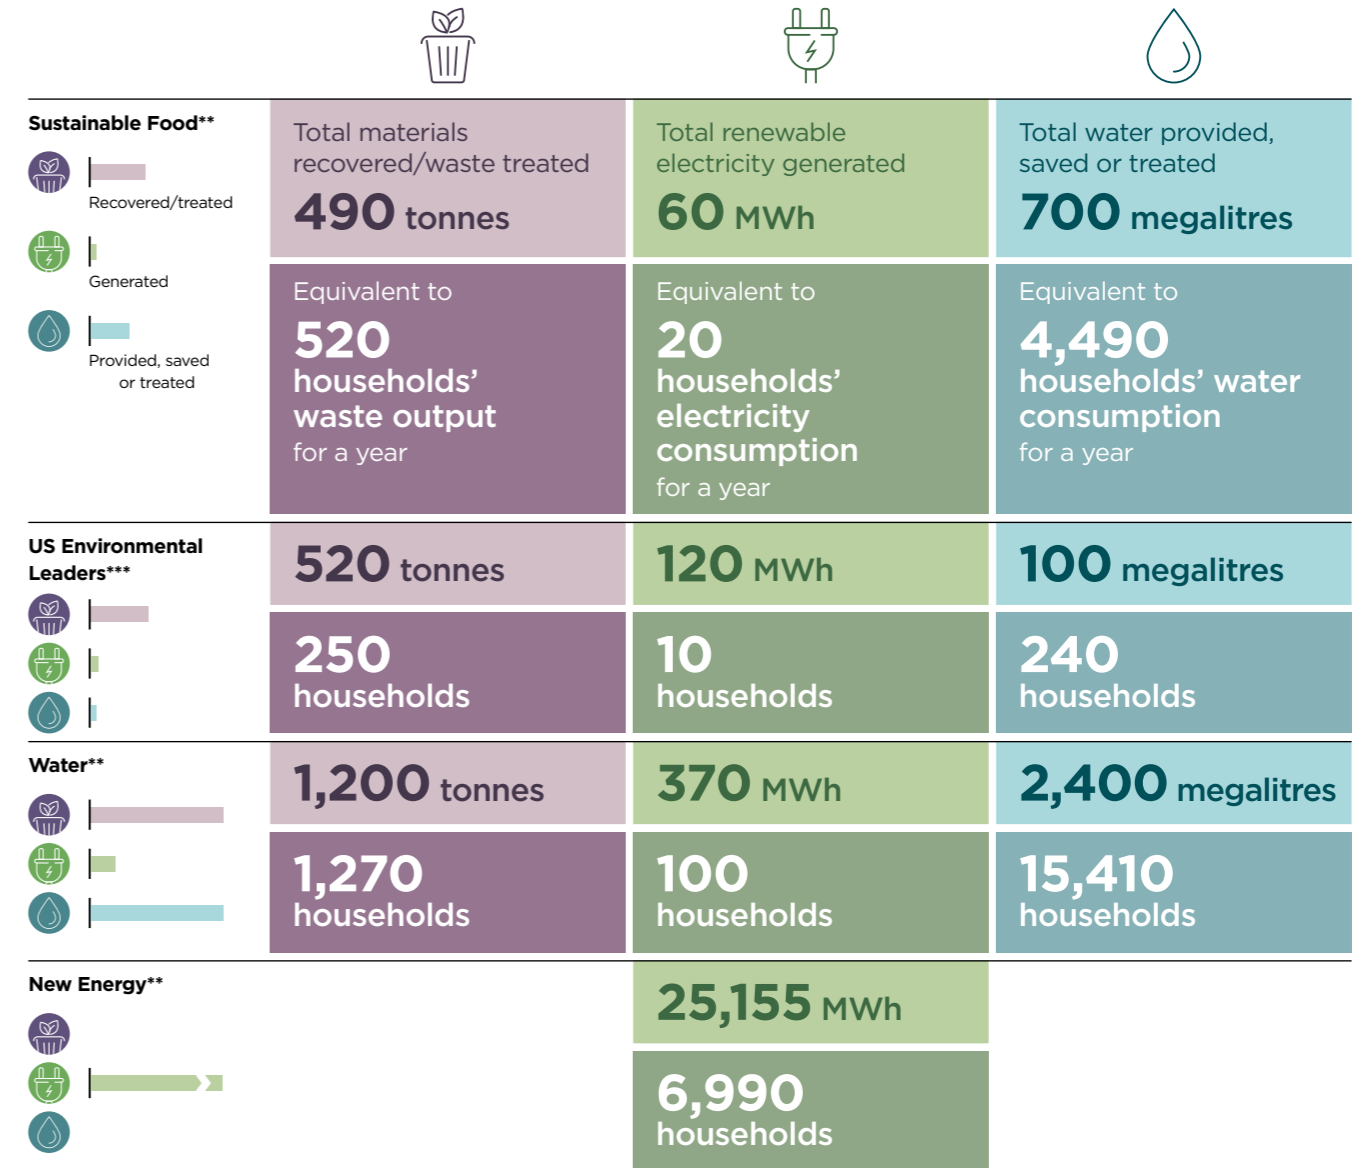 Sustainable Food**
Recovered/treated
Generated
Provided, saved
or treated
Total materials
recovered/waste treated
490 tonnes
Equivalent to
520
households’
waste output
for a year
Total renewable
electricity generated
60 MWh
Equivalent to
20
households’
electricity
consumption
for a year
Total water provided,
saved or treated
700 megalitres
Equivalent to
4,490
households’ water
consumption
for a year
US Environmental
Leaders***
520 tonnes
250
households
120 MWh
10
households
100 megalitres
240
households
Water**
1,200 tonnes
1,270
households
370 MWh
100
households
2,400 megalitres
15,410
households
New Energy**
25,155 MWh
6,990
households